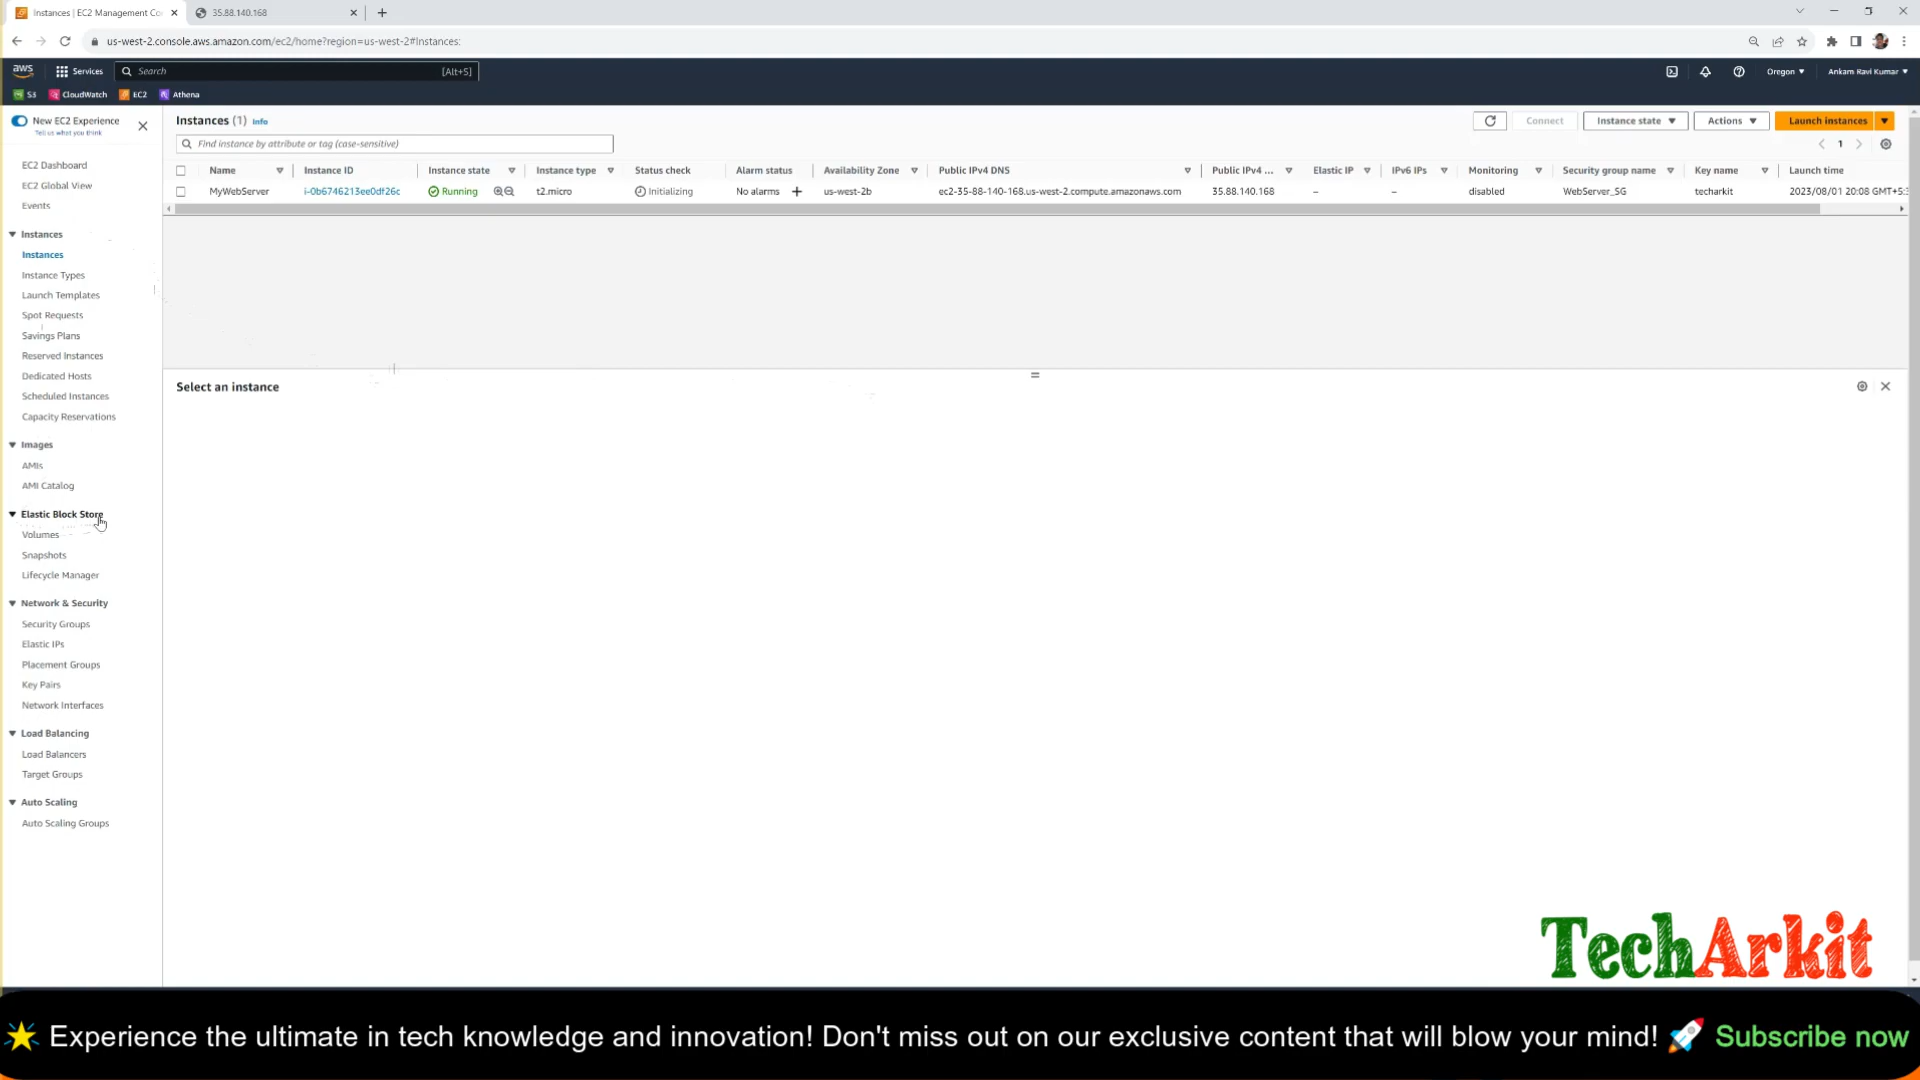 Instances | EC2 Management Co
35.88.140.168
us-west-2.console.aws.amazon.com/ec2/home?region=us-west-2#Instances:
aws
Services
Search
[Alt+S]
Oregon
Ankam Ravi Kumar
S3
CloudWatch
EC2
Athena
New EC2 Experience
Tell us what you think
EC2 Dashboard
EC2 Global View
Events
Instances
Instances
Instance Types
Launch Templates
Spot Requests
Savings Plans
Reserved Instances
Dedicated Hosts
Scheduled Instances
Capacity Reservations
Images
AMIs
AMI Catalog
Elastic Block Store
Volumes
Snapshots
Lifecycle Manager
Network & Security
Security Groups
Elastic IPs
Placement Groups
Key Pairs
Network Interfaces
Load Balancing
Load Balancers
Target Groups
Auto Scaling
Auto Scaling Groups
Instances (1) Info
Connect
Instance state
Actions
Launch instances
Find instance by attribute or tag (case-sensitive)
1
Name Instance ID Instance state Instance type Status check Alarm status Availability Zone Public IPv4 DNS Public IPv4 ... Elastic IP IPv6 IPs Monitoring Security group name Key name Launch time
MyWebServer i-0b6746213ee0df26c Running t2.micro Initializing No alarms + us-west-2b ec2-35-88-140-168.us-west-2.compute.amazonaws.com 35.88.140.168 – – disabled WebServer_SG techarkit 2023/08/01 20:08 GMT+5:3
Select an instance
TechArkit
🌟 Experience the ultimate in tech knowledge and innovation! Don't miss out on our exclusive content that will blow your mind! 🚀 Subscribe now